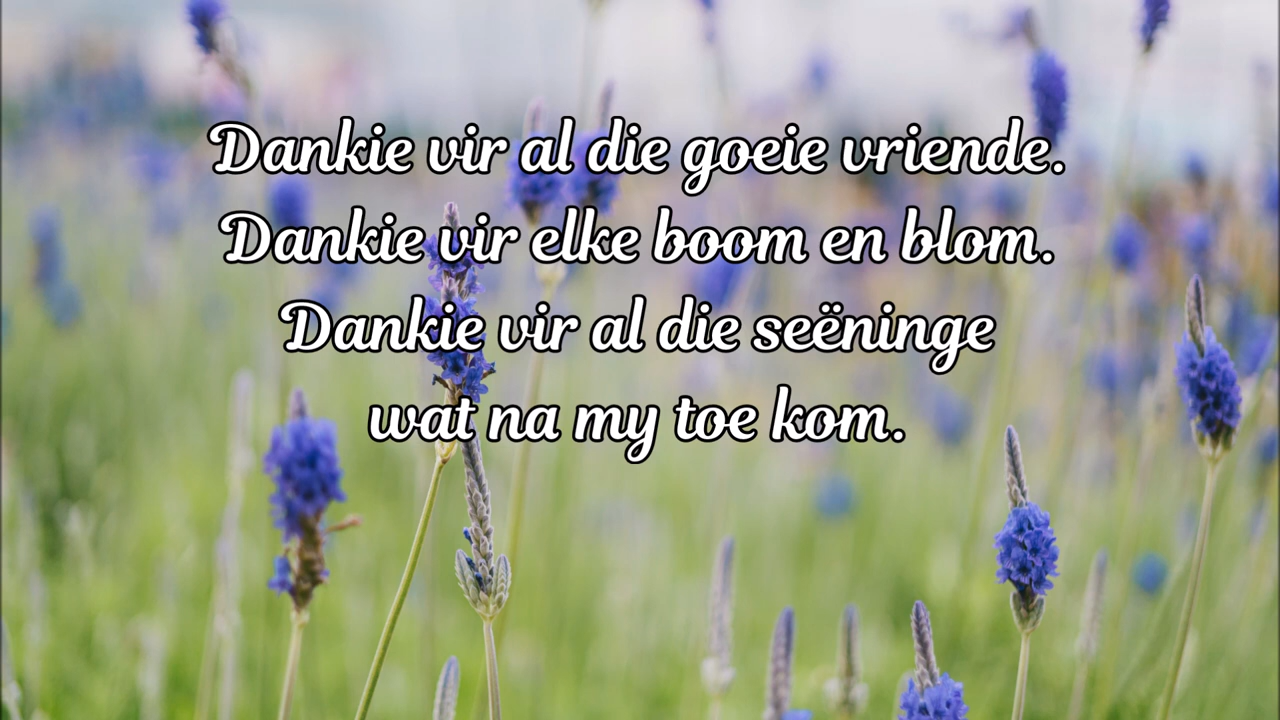 Dankie vir al die goeie vriende.
Dankie vir elke boom en blom.
Dankie vir al die seëninge
wat na my toe kom.